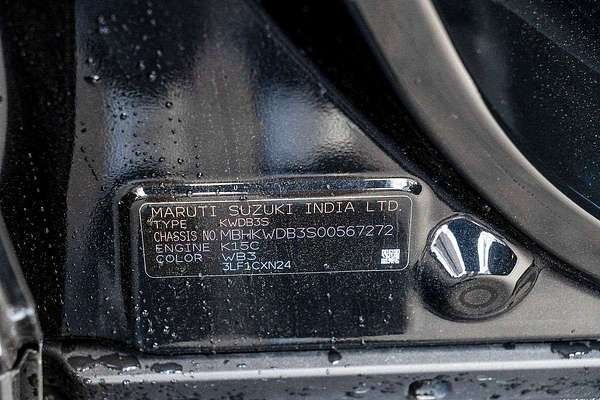 MARUTI SUZUKI INDIA LTD.
TYPE KWDB3S
CHASSIS NO. MBHKWDB3S00567272
ENGINE K15C
COLOR WB3
3LF1CXN24